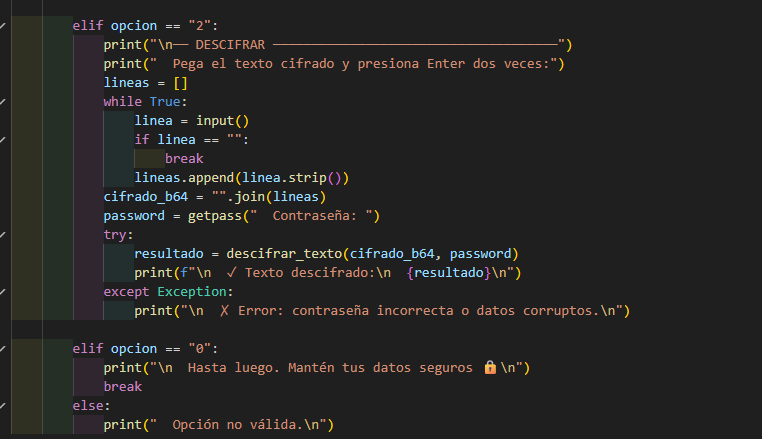 elif opcion == "2":
print("\n── DESCIFRAR ─────────────────────────────────────")
print("  Pega el texto cifrado y presiona Enter dos veces:")
lineas = []
while True:
linea = input()
if linea == "":
break
lineas.append(linea.strip())
cifrado_b64 = "".join(lineas)
password = getpass("  Contraseña: ")
try:
resultado = descifrar_texto(cifrado_b64, password)
print(f"\n  ✓ Texto descifrado:\n  {resultado}\n")
except Exception:
print("\n  ✗ Error: contraseña incorrecta o datos corruptos.\n")
elif opcion == "0":
print("\n  Hasta luego. Mantén tus datos seguros 🔒\n")
break
else:
print("  Opción no válida.\n")